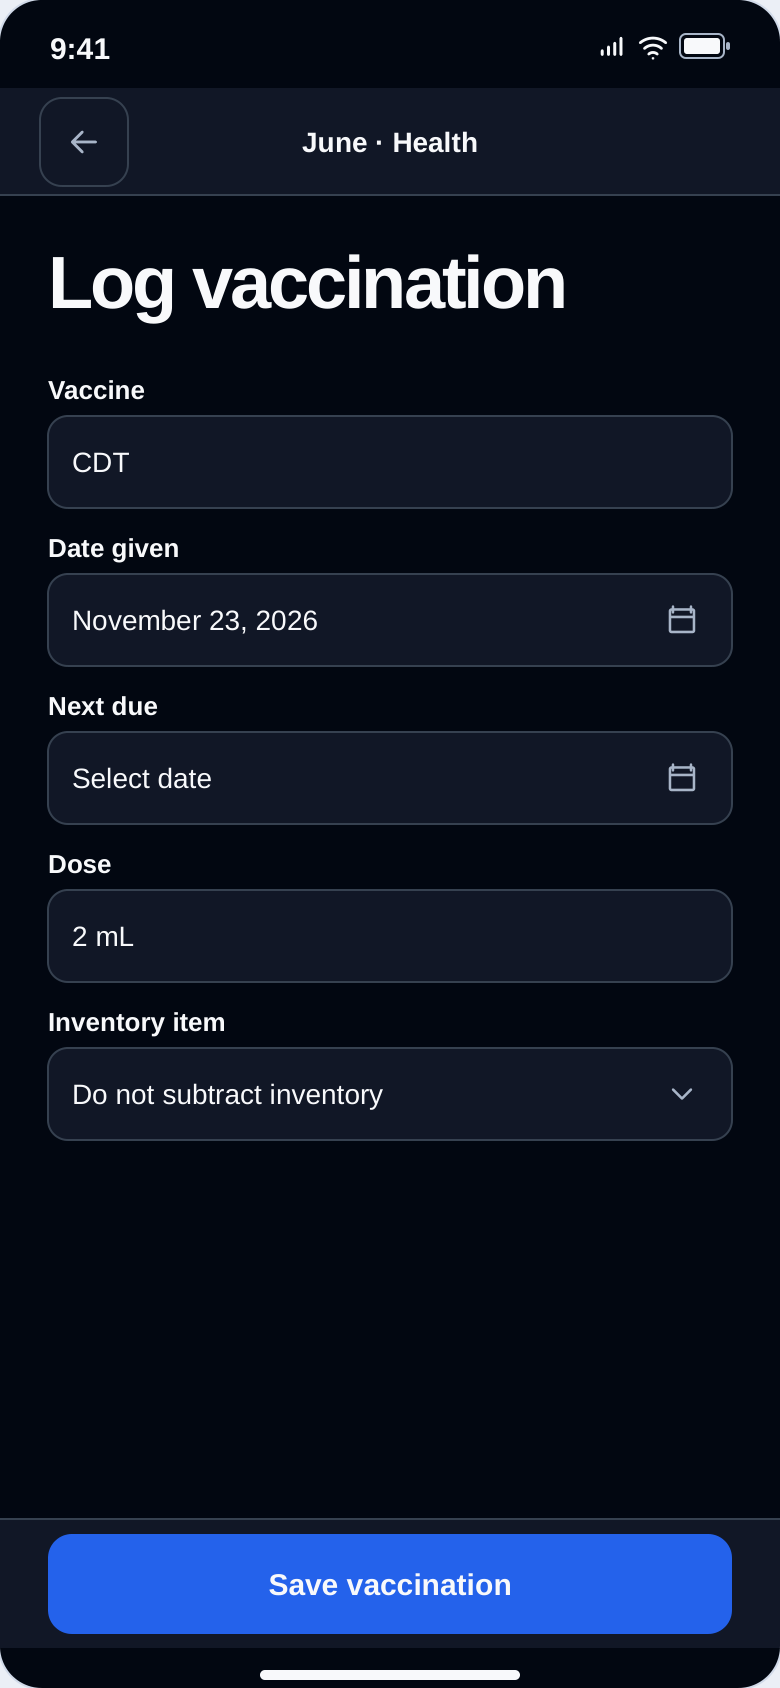 9:41
June · Health
Log vaccination
Vaccine
CDT
Date given
November 23, 2026
Next due
Select date
Dose
2 mL
Inventory item
Do not subtract inventory
Save vaccination